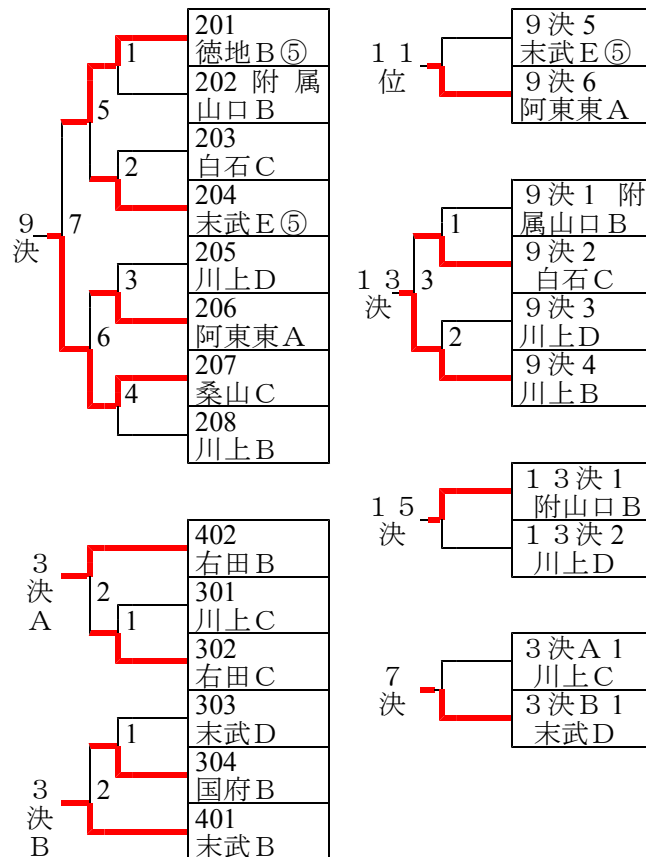 201
徳地Ｂ⑤
202 附 属
山口Ｂ
203
白石Ｃ
204
末武Ｅ⑤
205
川上Ｄ
206
阿東東Ａ
207
桑山Ｃ
208
川上Ｂ
1
2
3
4
5
6
7
９
決
402
右田Ｂ
301
川上Ｃ
302
右田Ｃ
1
2
３
決
Ａ
303
末武Ｄ
304
国府Ｂ
401
末武Ｂ
1
2
３
決
Ｂ
１１
位
９決５
末武Ｅ⑤
９決６
阿東東Ａ
１３
決
９決１ 附
属山口Ｂ
９決２
白石Ｃ
９決３
川上Ｄ
９決４
川上Ｂ
1
2
3
１５
決
１３決１
附山口Ｂ
１３決２
川上Ｄ
７
決
３決Ａ１
川上Ｃ
３決Ｂ１
末武Ｄ